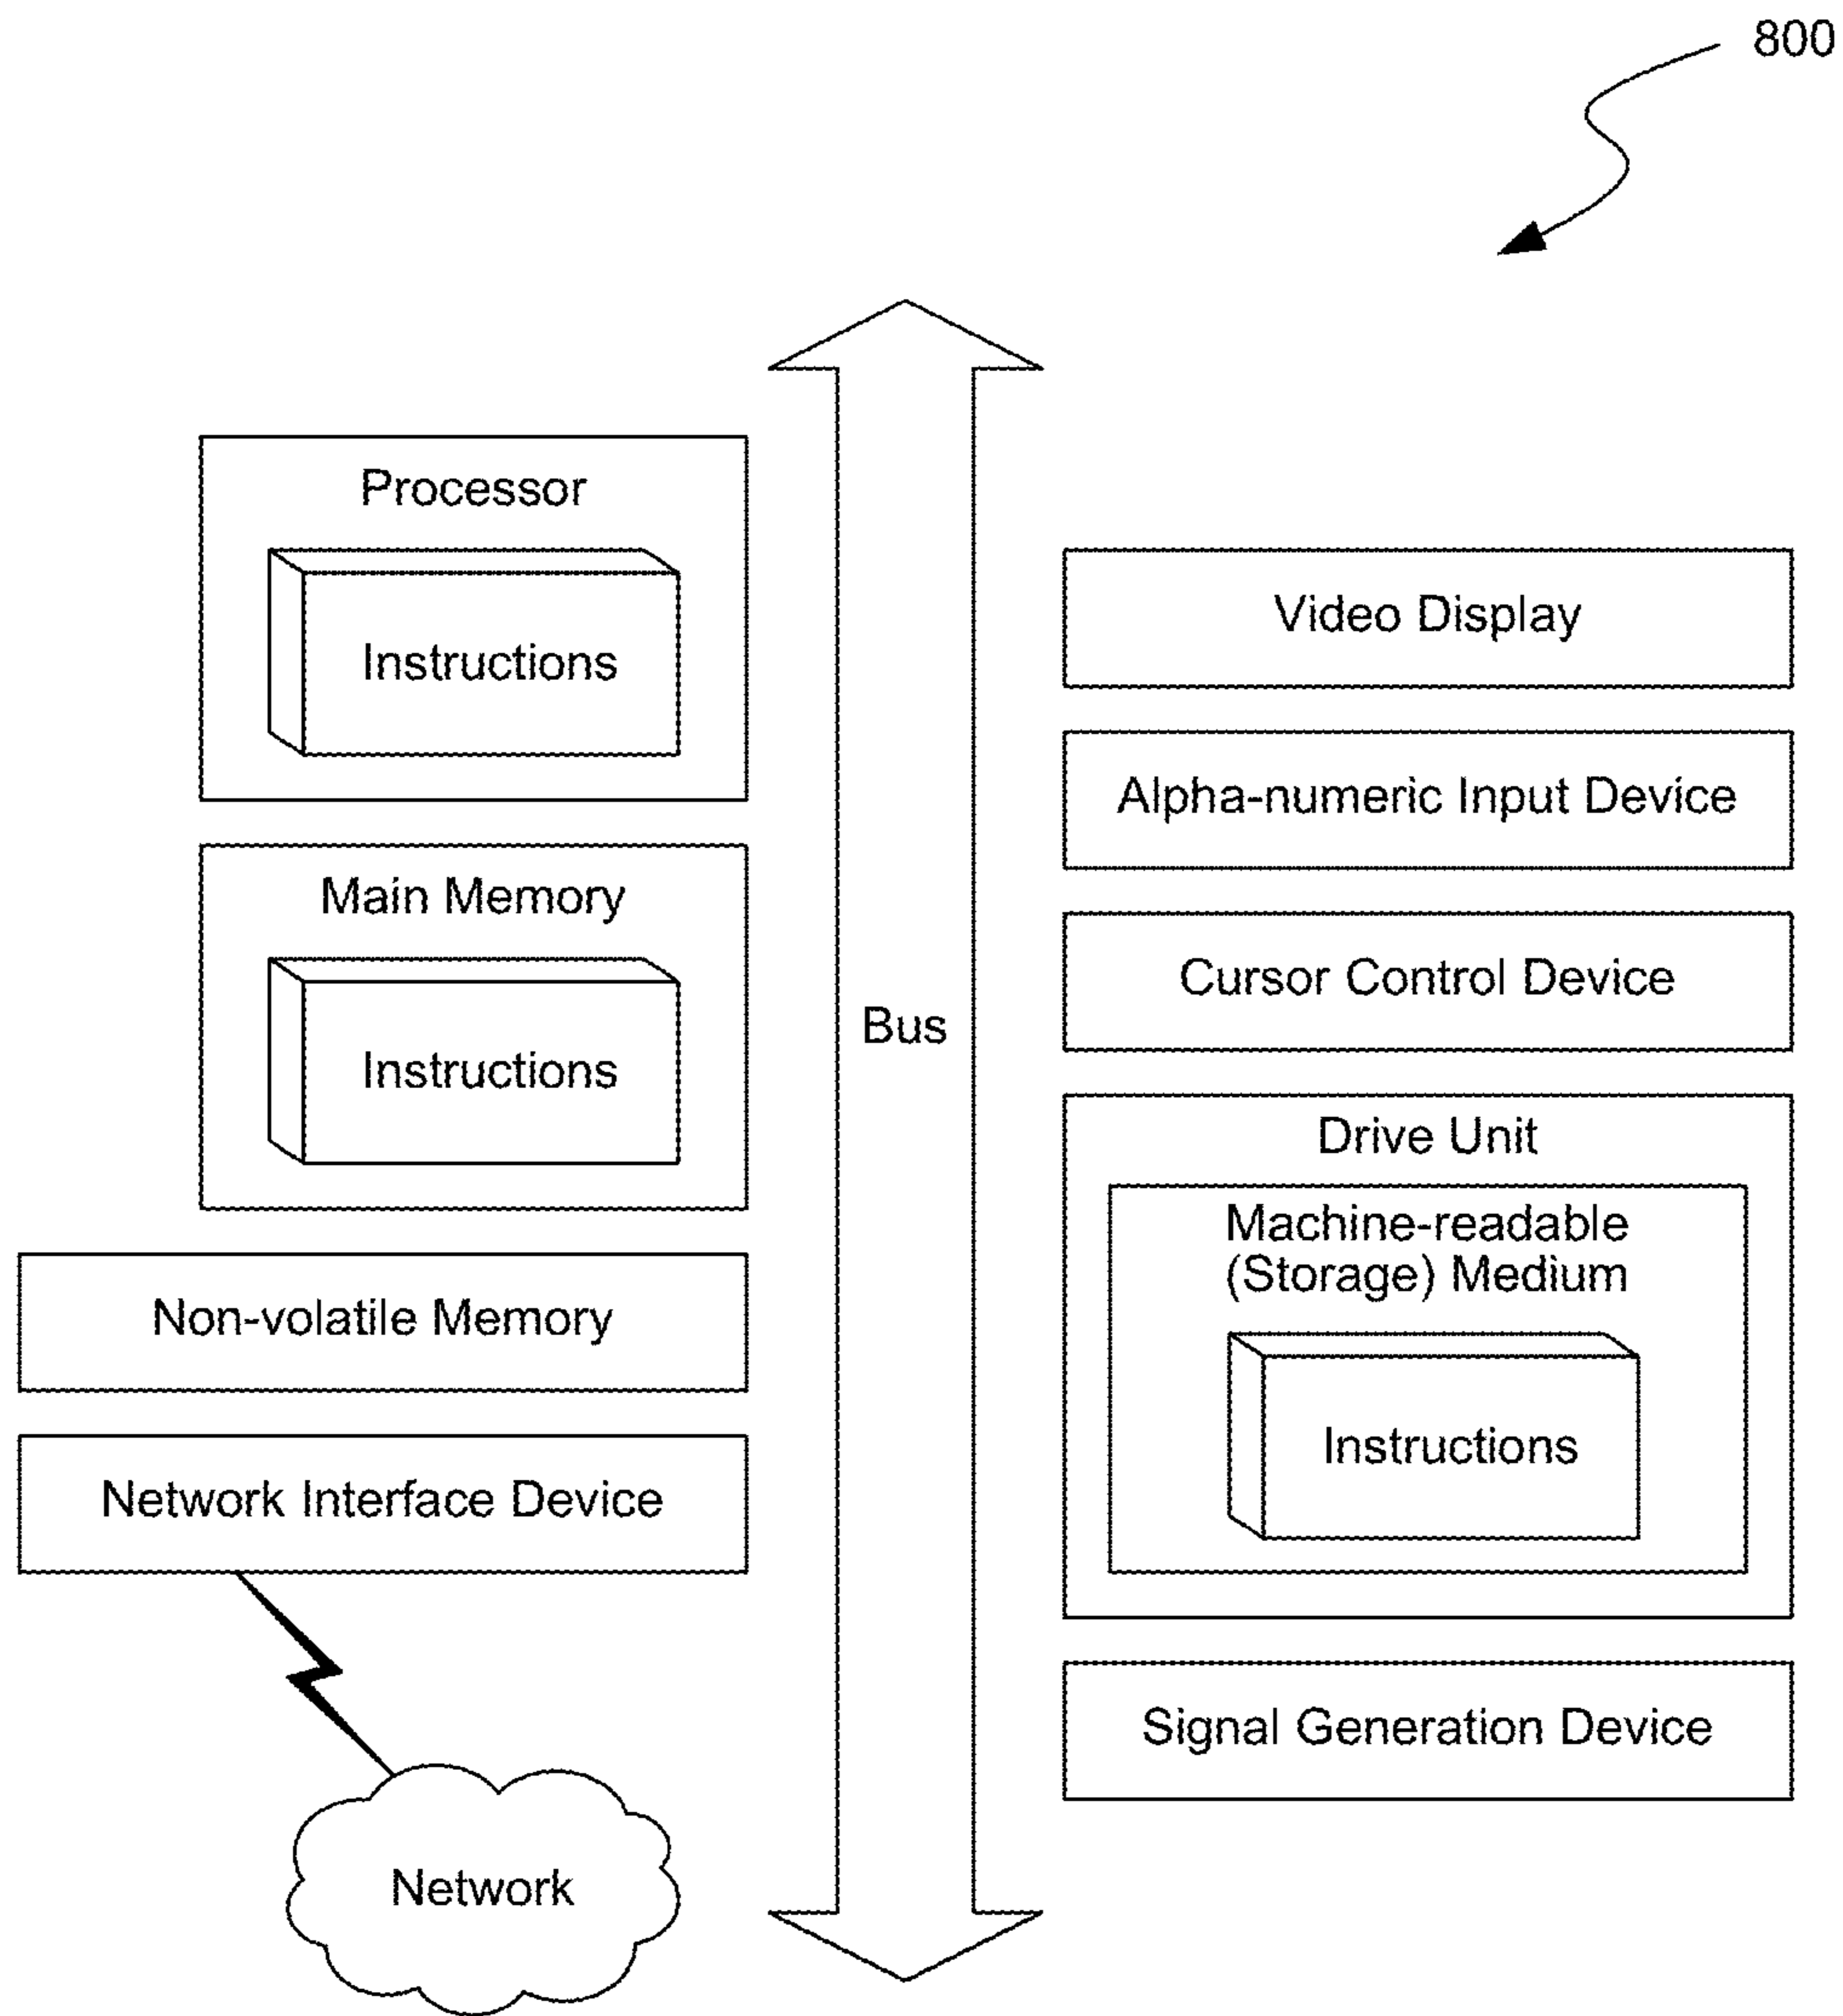 800
Processor
Instructions
Main Memory
Instructions
Non-volatile Memory
Network Interface Device
Network
Bus
Video Display
Alpha-numeric Input Device
Cursor Control Device
Drive Unit
Machine-readable
(Storage) Medium
Instructions
Signal Generation Device